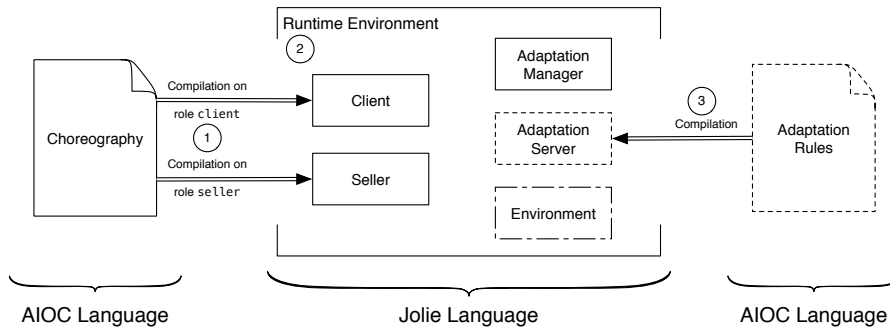 Runtime Environment
2
Adaptation
Manager
Compilation on
Client
3
role client
Compilation
Choreography
1
Adaptation
Server
Adaptation
Rules
Compilation on
Seller
role seller
Environment
AIOC Language
Jolie Language
AIOC Language